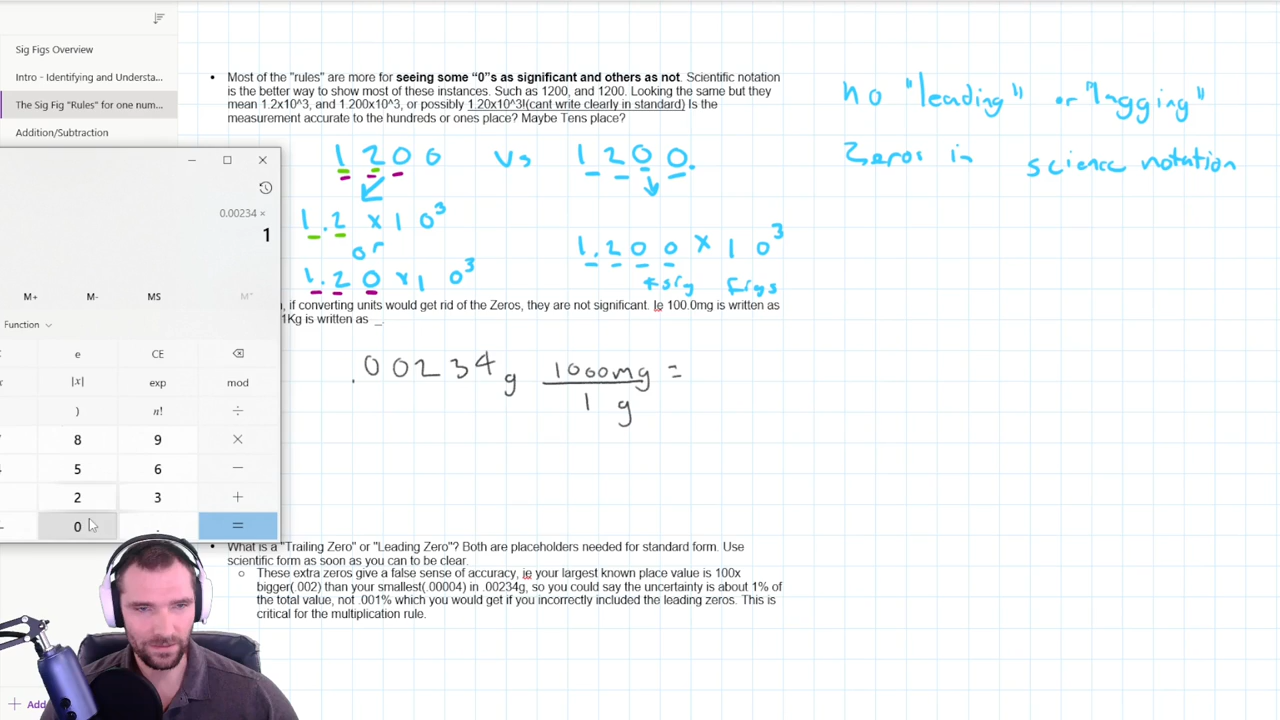 Sig Figs Overview
Intro - Identifying and Understa...
The Sig Fig "Rules" for one num...
Addition/Subtraction
Most of the "rules" are more for seeing some "0"s as significant and others as not. Scientific notation
is the better way to show most of these instances. Such as 1200, and 1200. Looking the same but they
mean 1.2x10^3, and 1.200x10^3, or possibly 1.20x10^3!(cant write clearly in standard) Is the
measurement accurate to the hundreds or ones place? Maybe Tens place?
no "leading" or "lagging"
zeros in science notation
1200 vs 1200.
1.2 x 10³
or
1.20 x 10³
1.200 x 10³
, if converting units would get rid of the Zeros, they are not significant. Ie 100.0mg is written as
1Kg is written as _.
.00234g 1000mg =
1 g
0.00234 ×
1
M+ M- MS
Function
e CE
|x| exp mod
) n! ÷
8 9 ×
5 6 −
2 3 +
0 . =
What is a "Trailing Zero" or "Leading Zero"? Both are placeholders needed for standard form. Use
scientific form as soon as you can to be clear.
These extra zeros give a false sense of accuracy, ie your largest known place value is 100x
bigger(.002) than your smallest(.00004) in .00234g, so you could say the uncertainty is about 1% of
the total value, not .001% which you would get if you incorrectly included the leading zeros. This is
critical for the multiplication rule.
+ Add